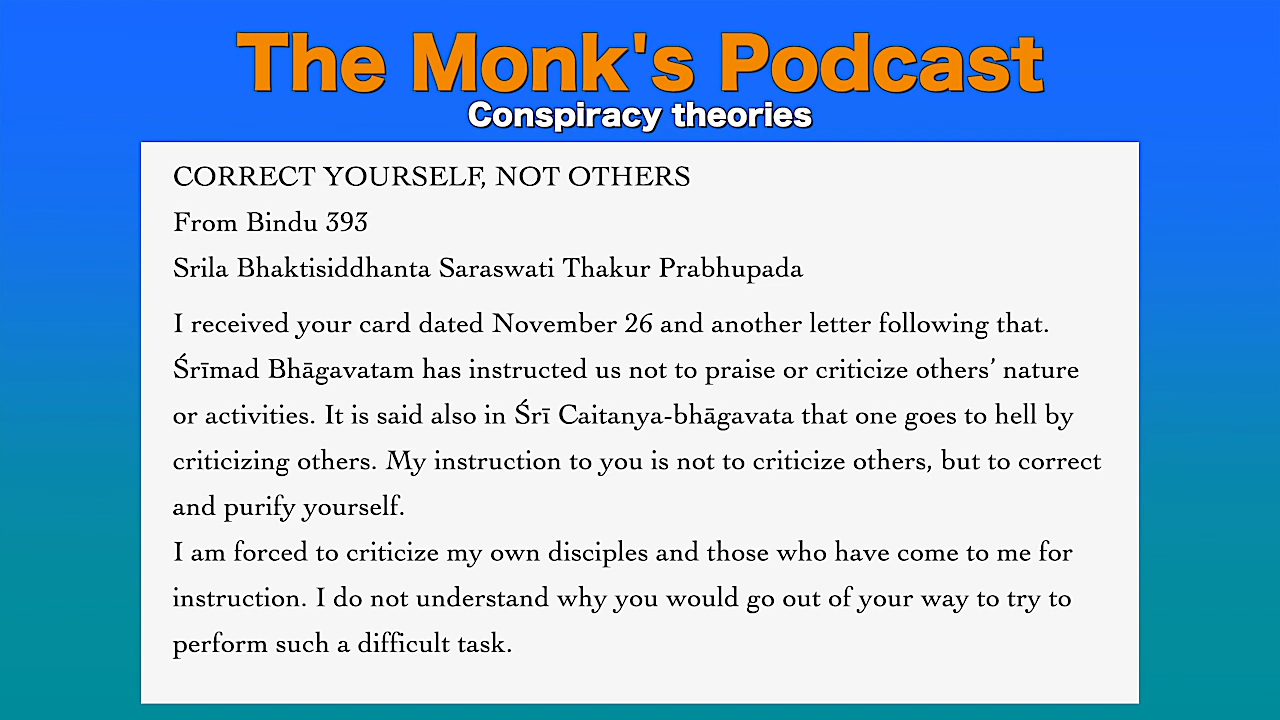 The Monk's Podcast
Conspiracy theories
CORRECT YOURSELF, NOT OTHERS
From Bindu 393
Srila Bhaktisiddhanta Saraswati Thakur Prabhupada
I received your card dated November 26 and another letter following that.
Śrīmad Bhāgavatam has instructed us not to praise or criticize others’ nature
or activities. It is said also in Śrī Caitanya-bhāgavata that one goes to hell by
criticizing others. My instruction to you is not to criticize others, but to correct
and purify yourself.
I am forced to criticize my own disciples and those who have come to me for
instruction. I do not understand why you would go out of your way to try to
perform such a difficult task.